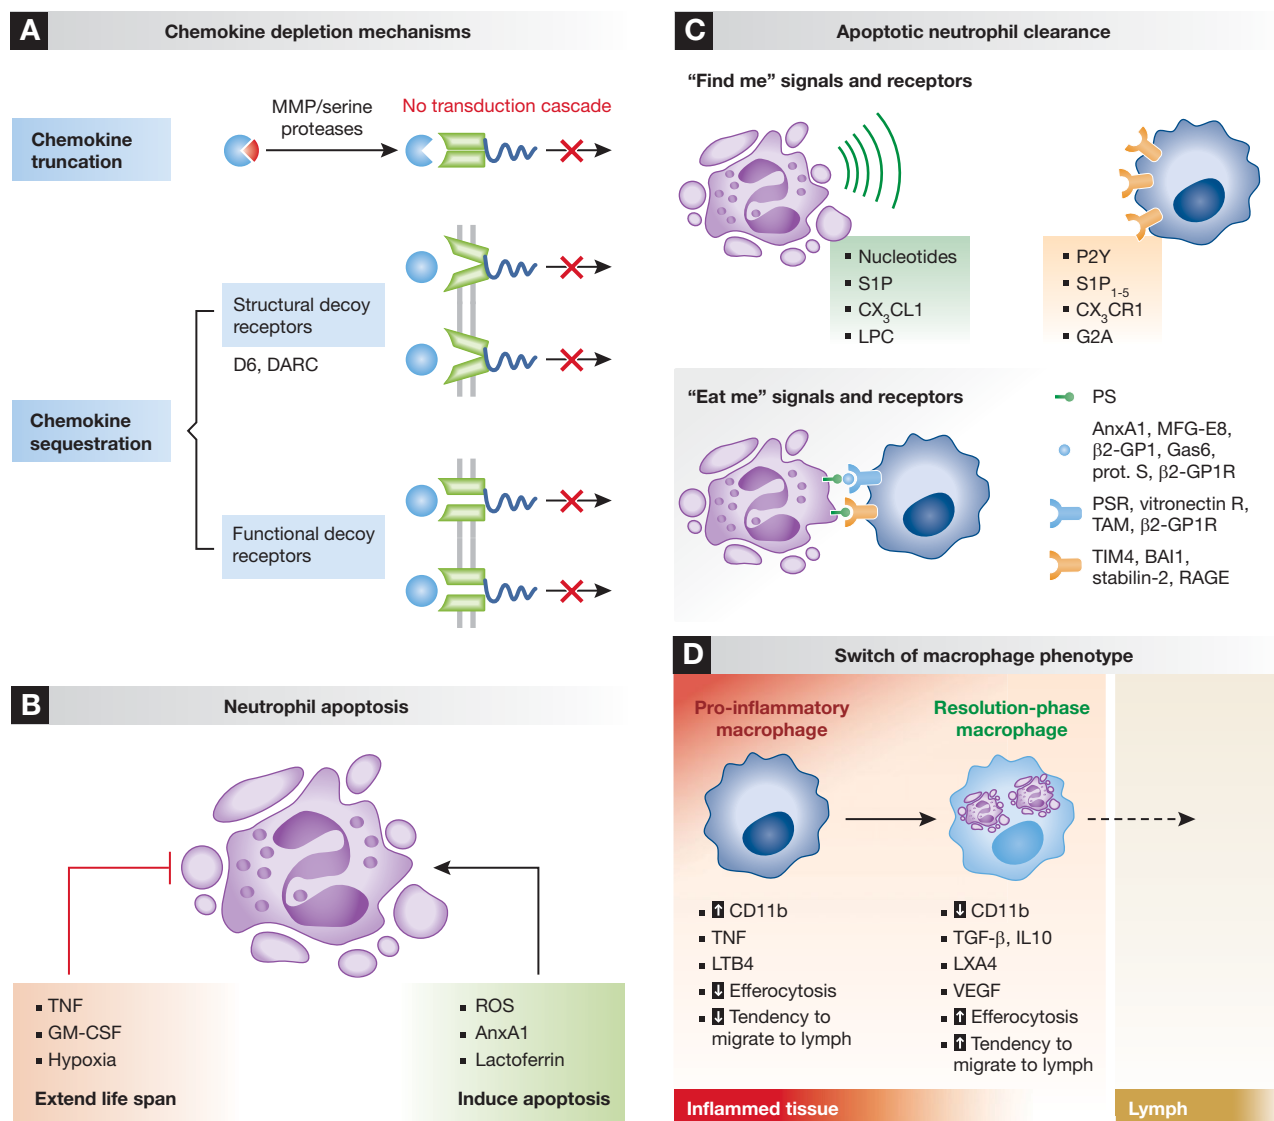 A
Chemokine depletion mechanisms
Chemokine
truncation
MMP/serine
proteases
No transduction cascade
Structural decoy
receptors
D6, DARC
Chemokine
sequestration
Functional decoy
receptors
B
Neutrophil apoptosis
▪ TNF
▪ GM-CSF
▪ Hypoxia
Extend life span
▪ ROS
▪ AnxA1
▪ Lactoferrin
Induce apoptosis
C
Apoptotic neutrophil clearance
“Find me” signals and receptors
▪ Nucleotides
▪ S1P
▪ CX3CL1
▪ LPC
▪ P2Y
▪ S1P1-5
▪ CX3CR1
▪ G2A
“Eat me” signals and receptors
PS
AnxA1, MFG-E8,
β2-GP1, Gas6,
prot. S, β2-GP1R
PSR, vitronectin R,
TAM, β2-GP1R
TIM4, BAI1,
stabilin-2, RAGE
D
Switch of macrophage phenotype
Pro-inflammatory
macrophage
▪ ↑ CD11b
▪ TNF
▪ LTB4
▪ ↓ Efferocytosis
▪ ↓ Tendency to
migrate to lymph
Resolution-phase
macrophage
▪ ↓ CD11b
▪ TGF-β, IL10
▪ LXA4
▪ VEGF
▪ ↑ Efferocytosis
▪ ↑ Tendency to
migrate to lymph
Inflammed tissue
Lymph